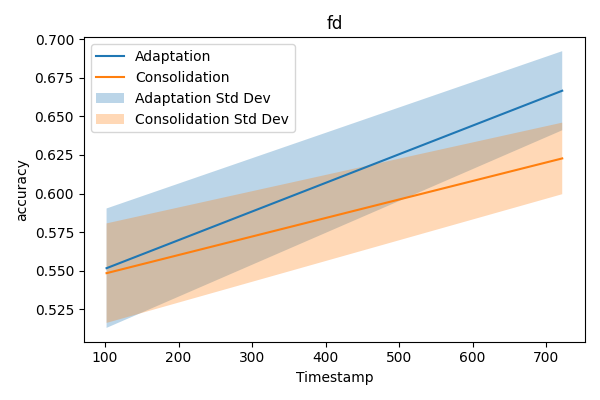 fd
Adaptation
Consolidation
Adaptation Std Dev
Consolidation Std Dev
accuracy
0.700
0.675
0.650
0.625
0.600
0.575
0.550
0.525
100 200 300 400 500 600 700
Timestamp